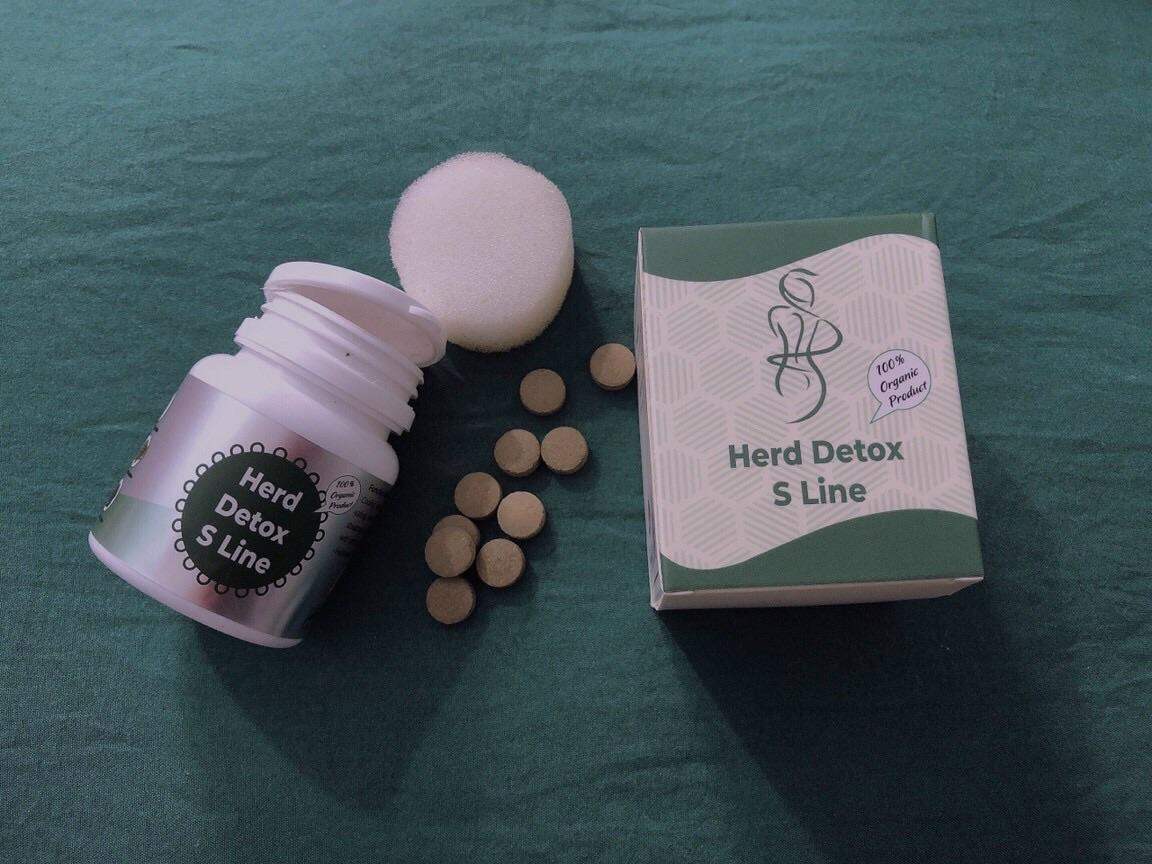 Herd
Detox
S Line
100%
Organic
Product
100%
Organic
Product
Herd Detox
S Line